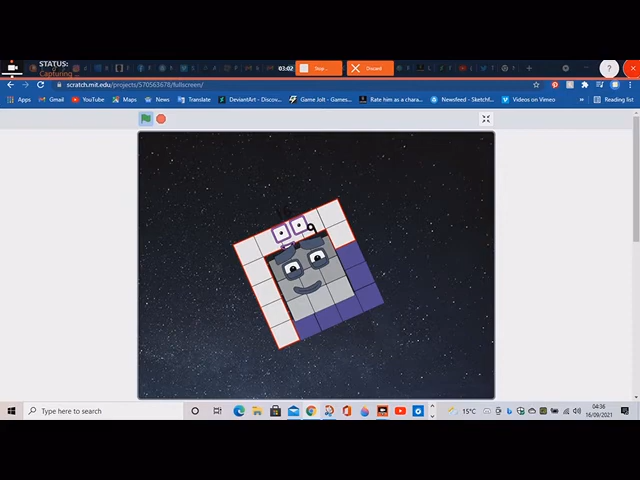 STATUS:
Capturing ...
03:02
Stop...
Discard
scratch.mit.edu/projects/570563678/fullscreen/
Apps Gmail YouTube Maps News Translate DeviantArt - Discov... Game Jolt - Games... Rate him as a chara... Newsfeed - Sketchf... Videos on Vimeo Reading list
Type here to search
15°C
04:36
16/09/2021